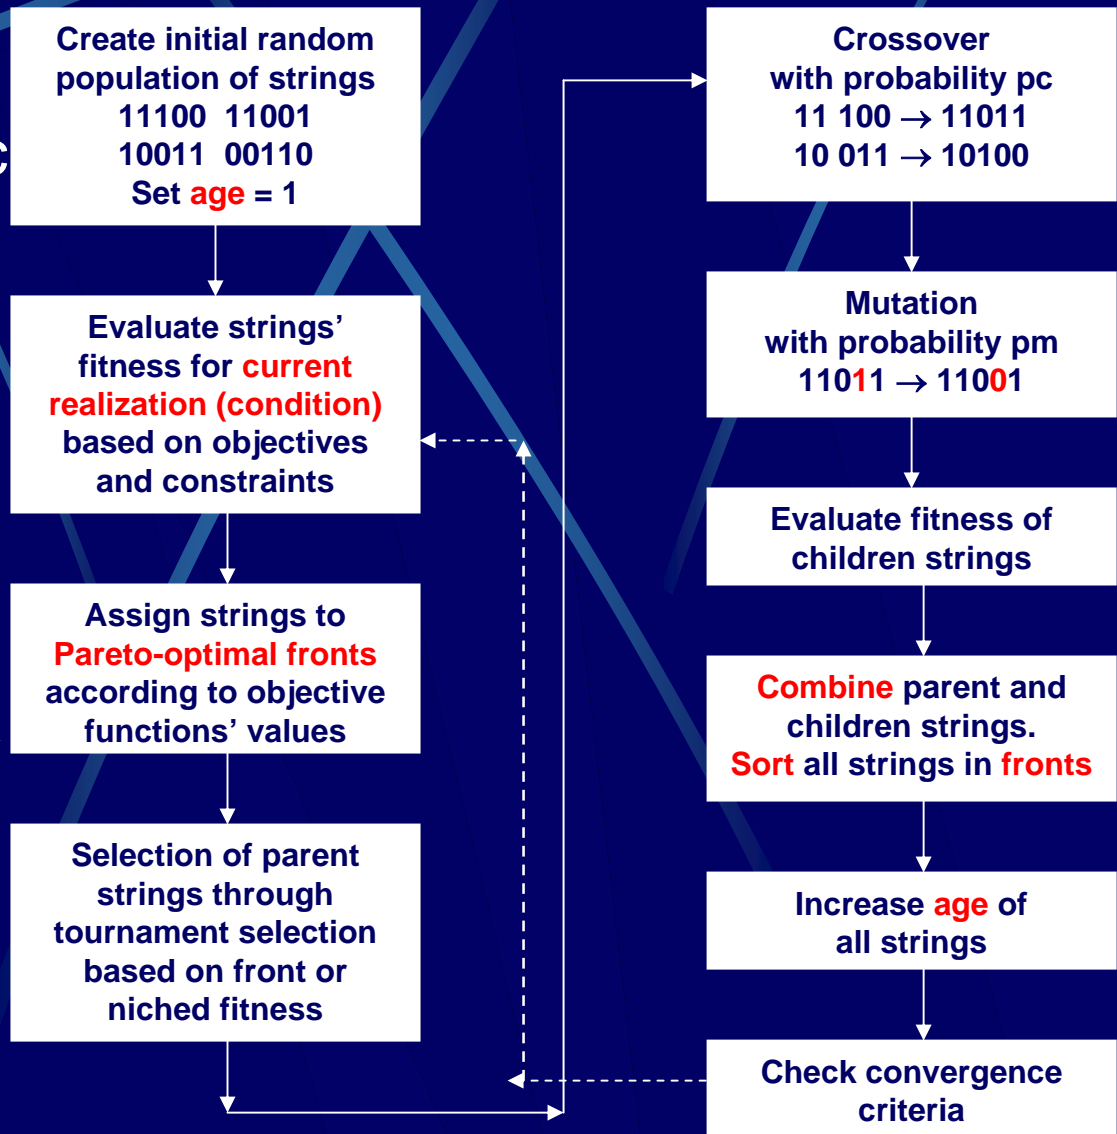 Create initial random
population of strings
11100 11001
10011 00110
Set age = 1
Evaluate strings’
fitness for current
realization (condition)
based on objectives
and constraints
Assign strings to
Pareto-optimal fronts
according to objective
functions’ values
Selection of parent
strings through
tournament selection
based on front or
niched fitness
Crossover
with probability pc
11 100 → 11011
10 011 → 10100
Mutation
with probability pm
11011 → 11001
Evaluate fitness of
children strings
Combine parent and
children strings.
Sort all strings in fronts
Increase age of
all strings
Check convergence
criteria